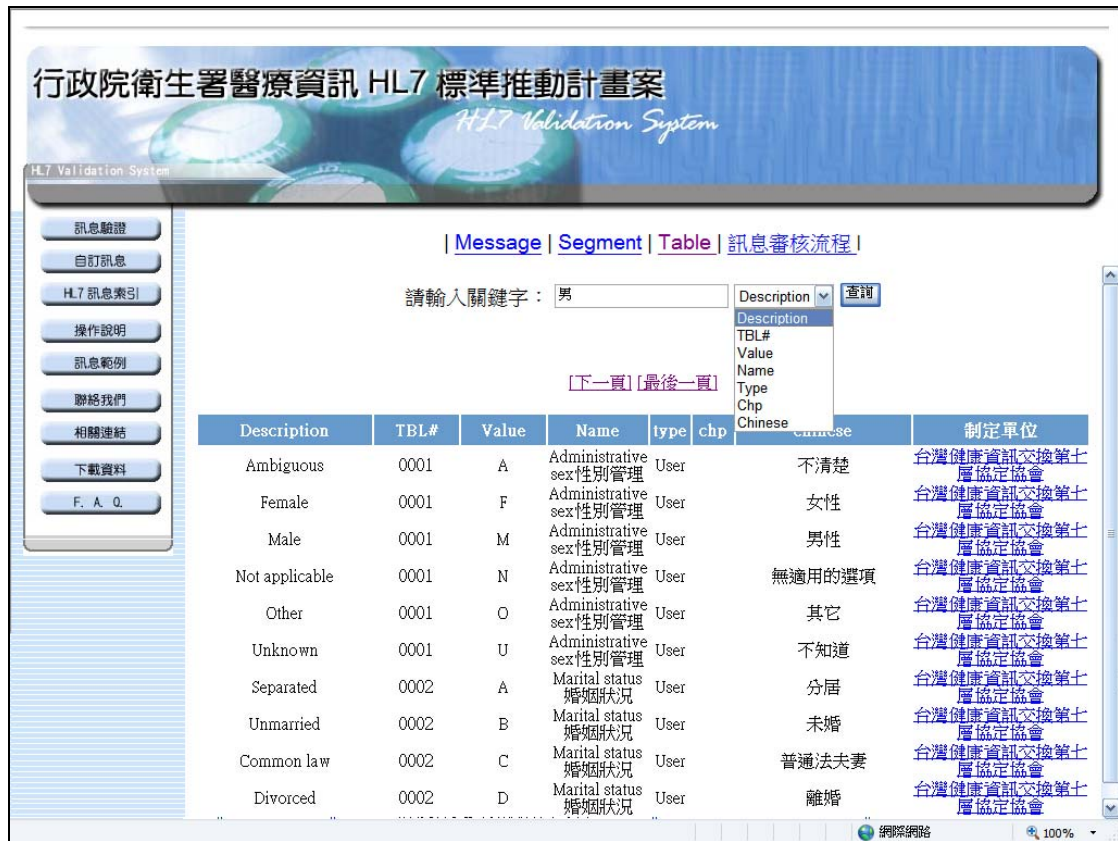 行政院衛生署醫療資訊 HL7 標準推動計畫案
HL7 Validation System
HL7 Validation System
訊息驗證
自訂訊息
HL7 訊息索引
操作說明
訊息範例
聯絡我們
相關連結
下載資料
F. A. Q.
| Message | Segment | Table | 訊息審核流程 |
請輸入關鍵字： 男 Description 查詢
Description
TBL#
Value
Name
Type
Chp
Chinese
[下一頁] [最後一頁]
Description TBL# Value Name type chp Chinese 制定單位
Ambiguous 0001 A Administrative sex性別管理 User 不清楚 台灣健康資訊交換第七層協定協會
Female 0001 F Administrative sex性別管理 User 女性 台灣健康資訊交換第七層協定協會
Male 0001 M Administrative sex性別管理 User 男性 台灣健康資訊交換第七層協定協會
Not applicable 0001 N Administrative sex性別管理 User 無適用的選項 台灣健康資訊交換第七層協定協會
Other 0001 O Administrative sex性別管理 User 其它 台灣健康資訊交換第七層協定協會
Unknown 0001 U Administrative sex性別管理 User 不知道 台灣健康資訊交換第七層協定協會
Separated 0002 A Marital status 婚姻狀況 User 分居 台灣健康資訊交換第七層協定協會
Unmarried 0002 B Marital status 婚姻狀況 User 未婚 台灣健康資訊交換第七層協定協會
Common law 0002 C Marital status 婚姻狀況 User 普通法夫妻 台灣健康資訊交換第七層協定協會
Divorced 0002 D Marital status 婚姻狀況 User 離婚 台灣健康資訊交換第七層協定協會
網際網路 100%